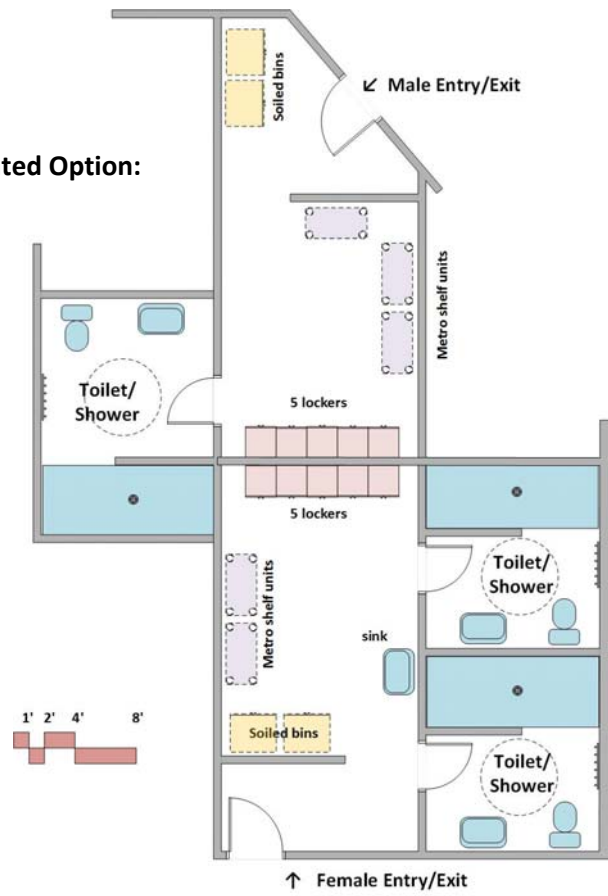 Soiled bins
↙ Male Entry/Exit
ted Option:
Metro shelf units
Toilet/
Shower
5 lockers
5 lockers
Toilet/
Shower
Metro shelf units
sink
1' 2' 4' 8'
Soiled bins
Toilet/
Shower
↑ Female Entry/Exit